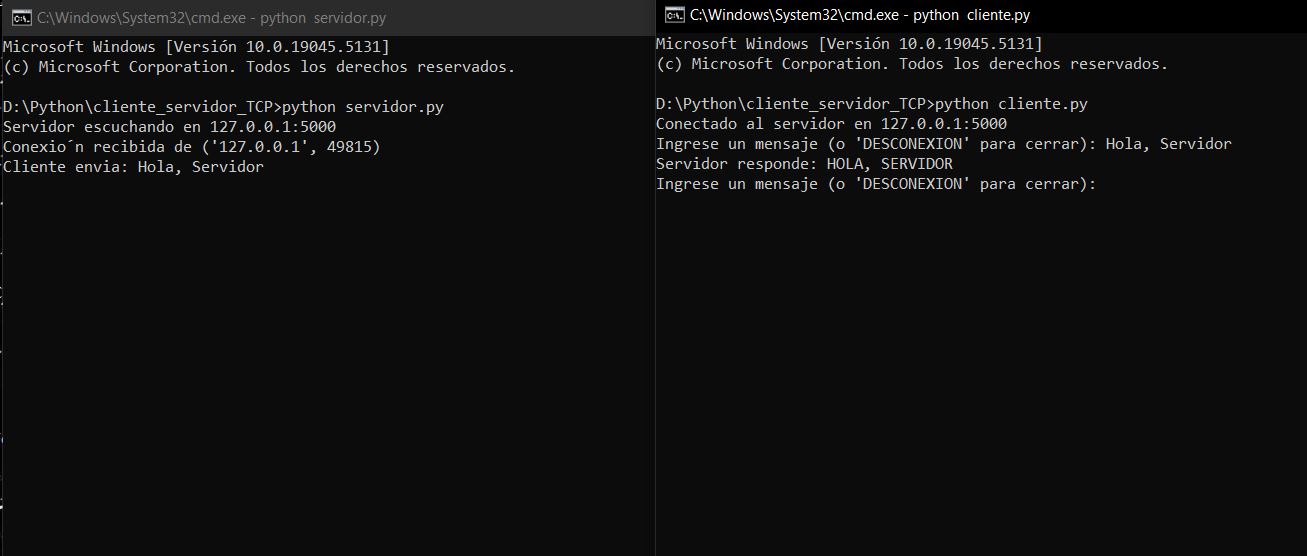 C:\Windows\System32\cmd.exe - python  servidor.py
Microsoft Windows [Versión 10.0.19045.5131]
(c) Microsoft Corporation. Todos los derechos reservados.
D:\Python\cliente_servidor_TCP>python servidor.py
Servidor escuchando en 127.0.0.1:5000
Conexio´n recibida de ('127.0.0.1', 49815)
Cliente envia: Hola, Servidor
C:\Windows\System32\cmd.exe - python  cliente.py
Microsoft Windows [Versión 10.0.19045.5131]
(c) Microsoft Corporation. Todos los derechos reservados.
D:\Python\cliente_servidor_TCP>python cliente.py
Conectado al servidor en 127.0.0.1:5000
Ingrese un mensaje (o 'DESCONEXION' para cerrar): Hola, Servidor
Servidor responde: HOLA, SERVIDOR
Ingrese un mensaje (o 'DESCONEXION' para cerrar):